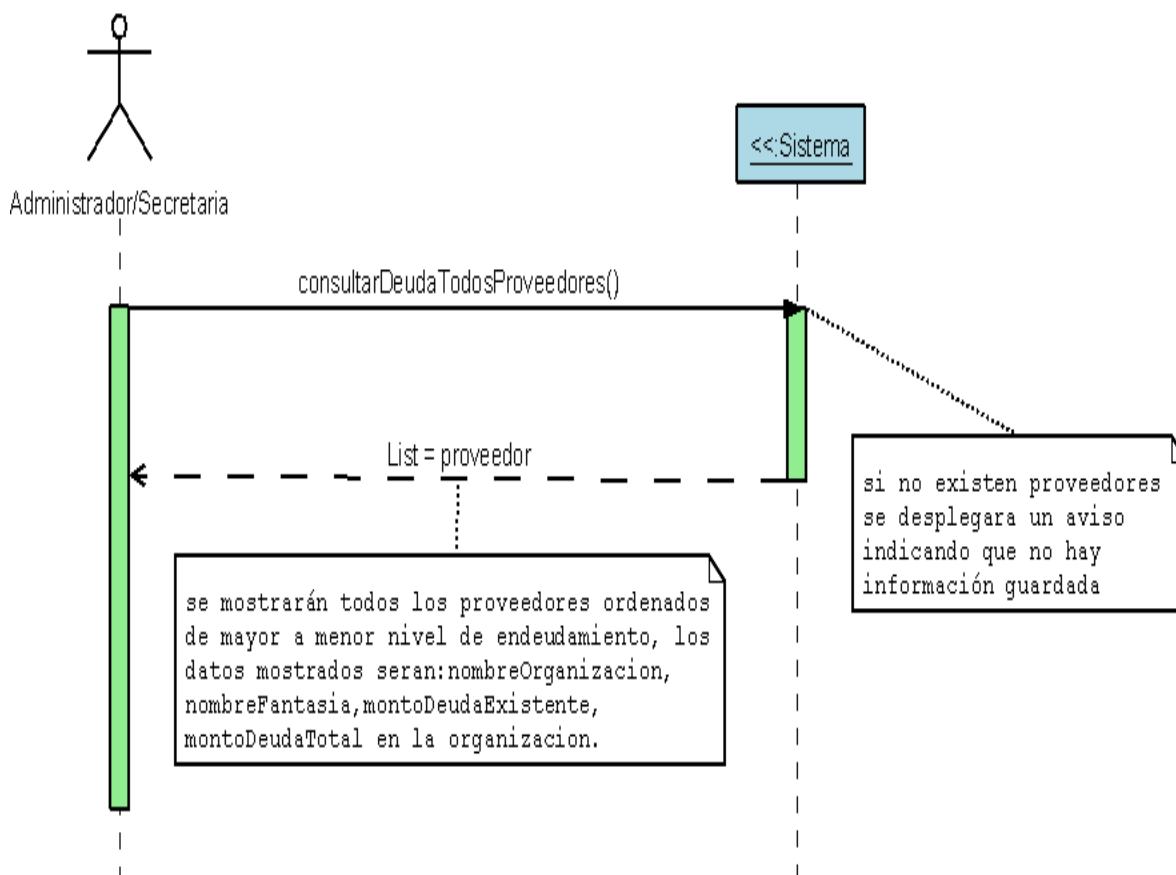 Administrador/Secretaria
<<:Sistema
consultarDeudaTodosProveedores()
List = proveedor
si no existen proveedores
se desplegara un aviso
indicando que no hay
información guardada
se mostrarán todos los proveedores ordenados
de mayor a menor nivel de endeudamiento, los
datos mostrados seran:nombreOrganizacion,
nombreFantasia,montoDeudaExistente,
montoDeudaTotal en la organizacion.